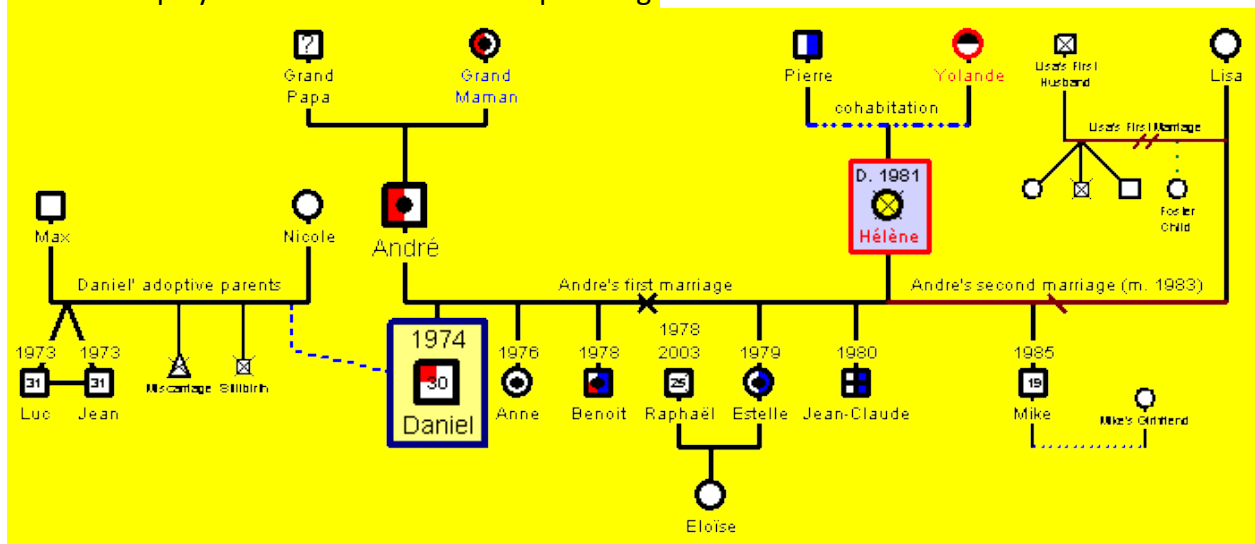 ?
Grand
Papa
Grand
Maman
Pierre
Yolande
cohabitation
Lisa's First
Husband
Lisa
Lisa's First Marriage
Foster
Child
D. 1981
Hélène
Max
Nicole
André
Daniel' adoptive parents
Andre's first marriage
Andre's second marriage (m. 1983)
1973
31
Luc
1973
31
Jean
Miscarriage
Stillbirth
1974
30
Daniel
1976
Anne
1978
Benoit
1978
2003
25
Raphaël
1979
Estelle
1980
Jean-Claude
1985
19
Mike
Mike's Girlfriend
Eloïse